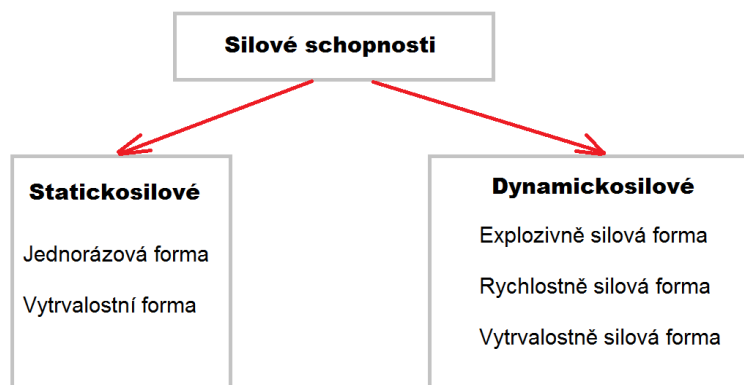 Silové schopnosti
Statickosilové
Jednorázová forma
Vytrvalostní forma
Dynamickosilové
Explozivně silová forma
Rychlostně silová forma
Vytrvalostně silová forma